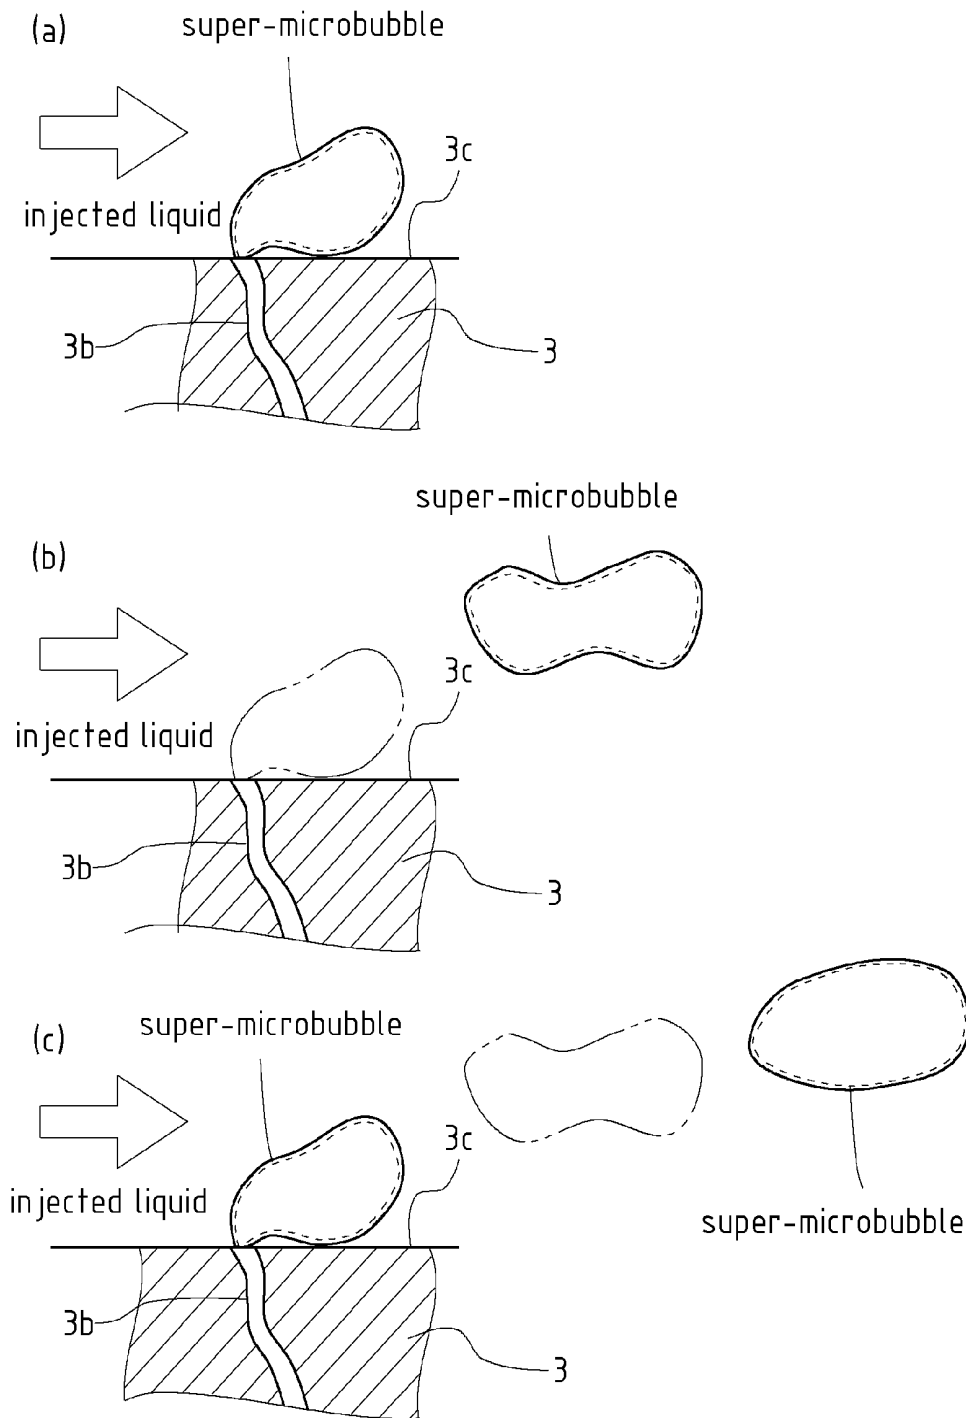 (a)
super-microbubble
3c
injected liquid
3b
3
super-microbubble
(b)
3c
injected liquid
3b
3
(c)
super-microbubble
3c
injected liquid
super-microbubble
3b
3